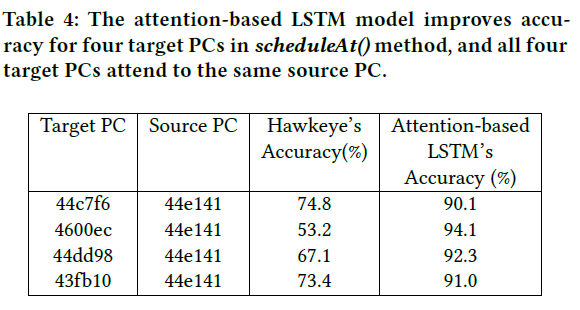 Table 4: The attention-based LSTM model improves accu-
racy for four target PCs in scheduleAt() method, and all four
target PCs attend to the same source PC.
Target PC Source PC Hawkeye's Attention-based
Accuracy(%) LSTM's
Accuracy (%)
44c7f6 44e141 74.8 90.1
4600ec 44e141 53.2 94.1
44dd98 44e141 67.1 92.3
43fb10 44e141 73.4 91.0